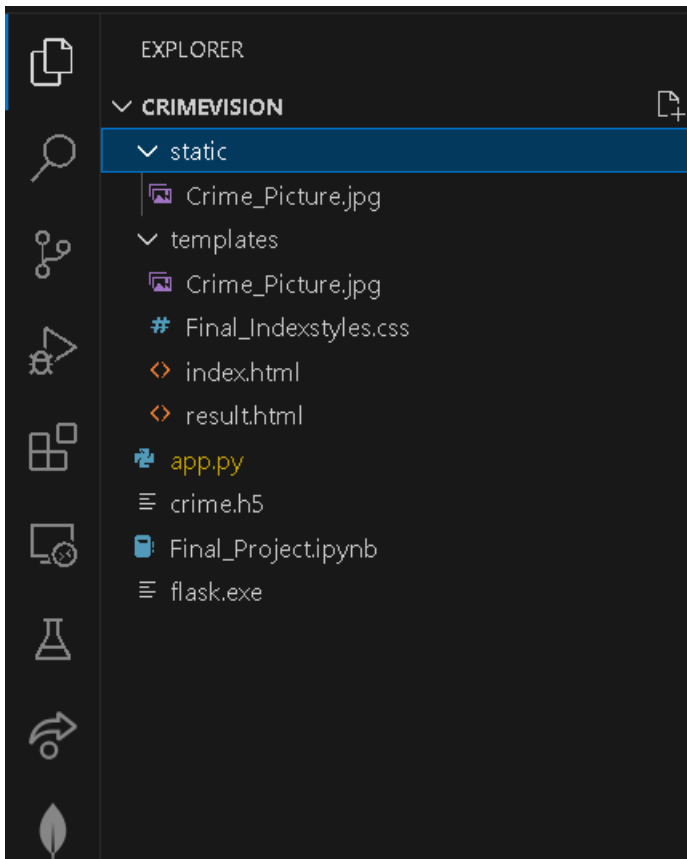 EXPLORER
CRIMEVISION
static
Crime_Picture.jpg
templates
Crime_Picture.jpg
# Final_Indexstyles.css
<> index.html
<> result.html
app.py
crime.h5
Final_Project.ipynb
flask.exe